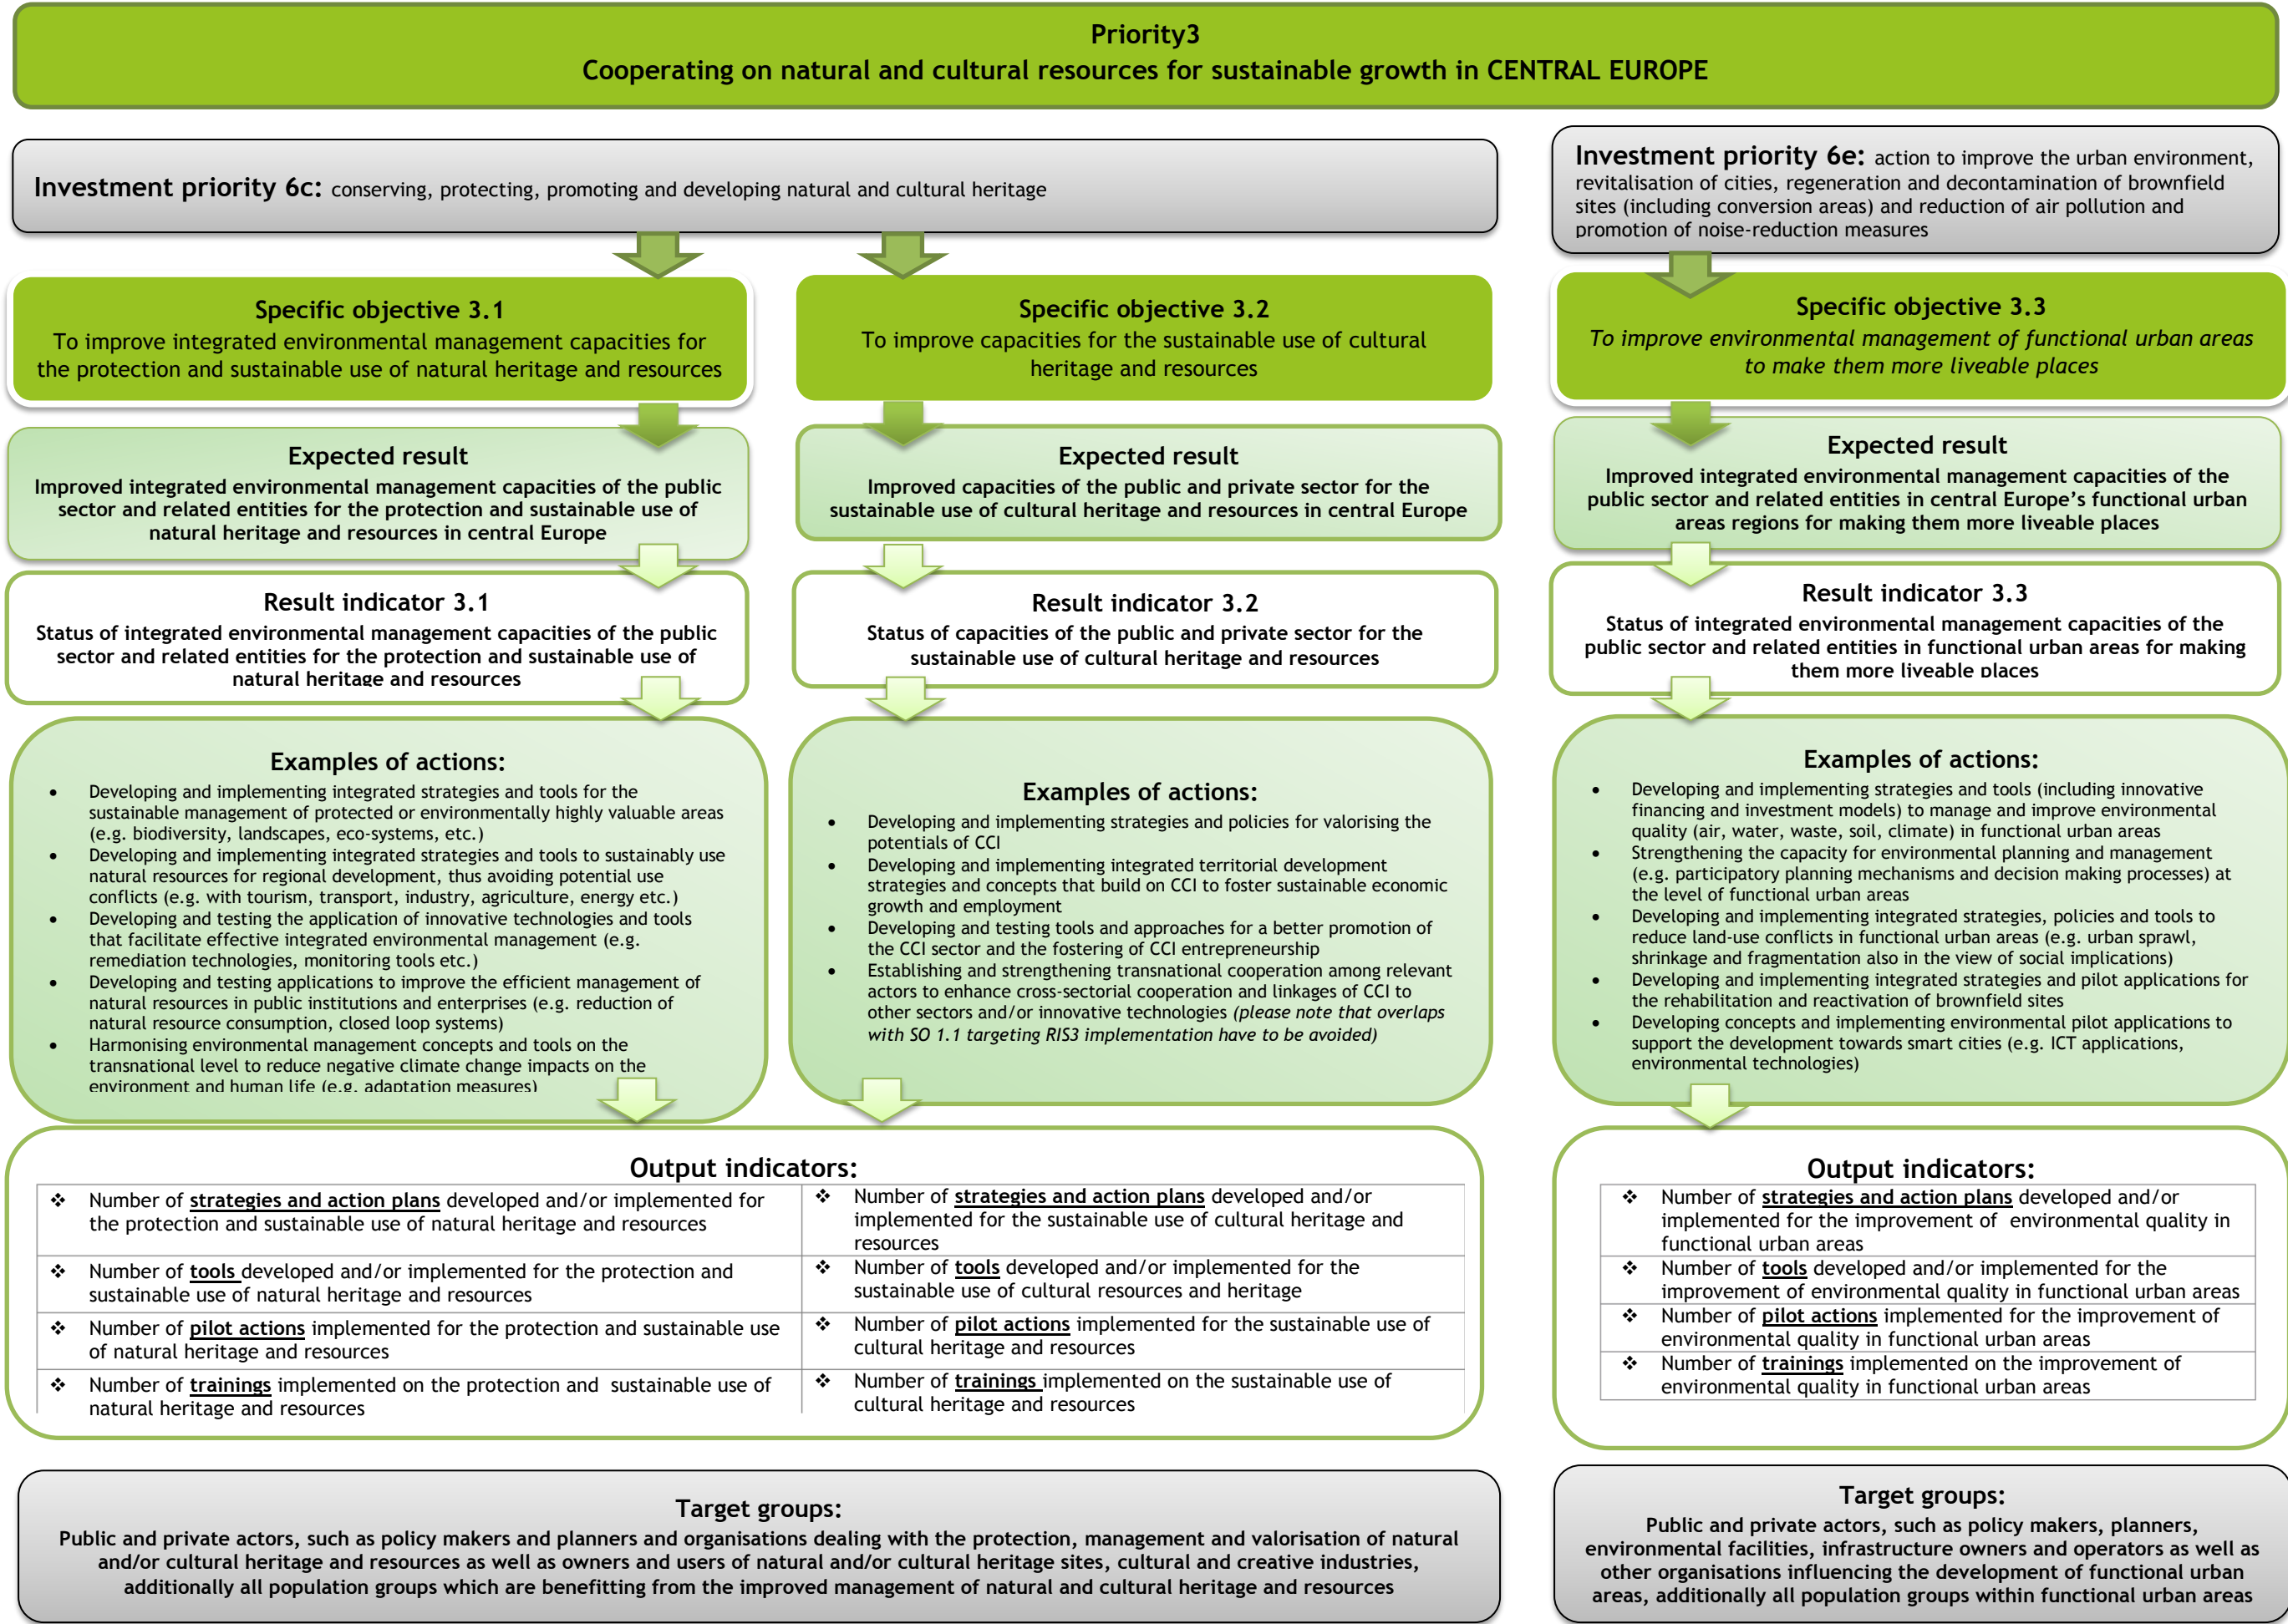 Priority3
Cooperating on natural and cultural resources for sustainable growth in CENTRAL EUROPE
Investment priority 6c: conserving, protecting, promoting and developing natural and cultural heritage
Investment priority 6e: action to improve the urban environment,
revitalisation of cities, regeneration and decontamination of brownfield
sites (including conversion areas) and reduction of air pollution and
promotion of noise-reduction measures
Specific objective 3.1
To improve integrated environmental management capacities for
the protection and sustainable use of natural heritage and resources
Specific objective 3.2
To improve capacities for the sustainable use of cultural
heritage and resources
Specific objective 3.3
To improve environmental management of functional urban areas
to make them more liveable places
Expected result
Improved integrated environmental management capacities of the public
sector and related entities for the protection and sustainable use of
natural heritage and resources in central Europe
Expected result
Improved capacities of the public and private sector for the
sustainable use of cultural heritage and resources in central Europe
Expected result
Improved integrated environmental management capacities of the
public sector and related entities in central Europe’s functional urban
areas regions for making them more liveable places
Result indicator 3.1
Status of integrated environmental management capacities of the public
sector and related entities for the protection and sustainable use of
natural heritage and resources
Result indicator 3.2
Status of capacities of the public and private sector for the
sustainable use of cultural heritage and resources
Result indicator 3.3
Status of integrated environmental management capacities of the
public sector and related entities in functional urban areas for making
them more liveable places
Examples of actions:
• Developing and implementing integrated strategies and tools for the
sustainable management of protected or environmentally highly valuable areas
(e.g. biodiversity, landscapes, eco-systems, etc.)
• Developing and implementing integrated strategies and tools to sustainably use
natural resources for regional development, thus avoiding potential use
conflicts (e.g. with tourism, transport, industry, agriculture, energy etc.)
• Developing and testing the application of innovative technologies and tools
that facilitate effective integrated environmental management (e.g.
remediation technologies, monitoring tools etc.)
• Developing and testing applications to improve the efficient management of
natural resources in public institutions and enterprises (e.g. reduction of
natural resource consumption, closed loop systems)
• Harmonising environmental management concepts and tools on the
transnational level to reduce negative climate change impacts on the
environment and human life (e.g. adaptation measures)
Examples of actions:
• Developing and implementing strategies and policies for valorising the
potentials of CCI
• Developing and implementing integrated territorial development
strategies and concepts that build on CCI to foster sustainable economic
growth and employment
• Developing and testing tools and approaches for a better promotion of
the CCI sector and the fostering of CCI entrepreneurship
• Establishing and strengthening transnational cooperation among relevant
actors to enhance cross-sectorial cooperation and linkages of CCI to
other sectors and/or innovative technologies (please note that overlaps
with SO 1.1 targeting RIS3 implementation have to be avoided)
Examples of actions:
• Developing and implementing strategies and tools (including innovative
financing and investment models) to manage and improve environmental
quality (air, water, waste, soil, climate) in functional urban areas
• Strengthening the capacity for environmental planning and management
(e.g. participatory planning mechanisms and decision making processes) at
the level of functional urban areas
• Developing and implementing integrated strategies, policies and tools to
reduce land-use conflicts in functional urban areas (e.g. urban sprawl,
shrinkage and fragmentation also in the view of social implications)
• Developing and implementing integrated strategies and pilot applications for
the rehabilitation and reactivation of brownfield sites
• Developing concepts and implementing environmental pilot applications to
support the development towards smart cities (e.g. ICT applications,
environmental technologies)
Output indicators:
❖ Number of strategies and action plans developed and/or implemented for
the protection and sustainable use of natural heritage and resources
❖ Number of strategies and action plans developed and/or
implemented for the sustainable use of cultural heritage and
resources
❖ Number of tools developed and/or implemented for the protection and
sustainable use of natural heritage and resources
❖ Number of tools developed and/or implemented for the
sustainable use of cultural resources and heritage
❖ Number of pilot actions implemented for the protection and sustainable use
of natural heritage and resources
❖ Number of pilot actions implemented for the sustainable use of
cultural heritage and resources
❖ Number of trainings implemented on the protection and sustainable use of
natural heritage and resources
❖ Number of trainings implemented on the sustainable use of
cultural heritage and resources
Output indicators:
❖ Number of strategies and action plans developed and/or
implemented for the improvement of environmental quality in
functional urban areas
❖ Number of tools developed and/or implemented for the
improvement of environmental quality in functional urban areas
❖ Number of pilot actions implemented for the improvement of
environmental quality in functional urban areas
❖ Number of trainings implemented on the improvement of
environmental quality in functional urban areas
Target groups:
Public and private actors, such as policy makers and planners and organisations dealing with the protection, management and valorisation of natural
and/or cultural heritage and resources as well as owners and users of natural and/or cultural heritage sites, cultural and creative industries,
additionally all population groups which are benefitting from the improved management of natural and cultural heritage and resources
Target groups:
Public and private actors, such as policy makers, planners,
environmental facilities, infrastructure owners and operators as well as
other organisations influencing the development of functional urban
areas, additionally all population groups within functional urban areas